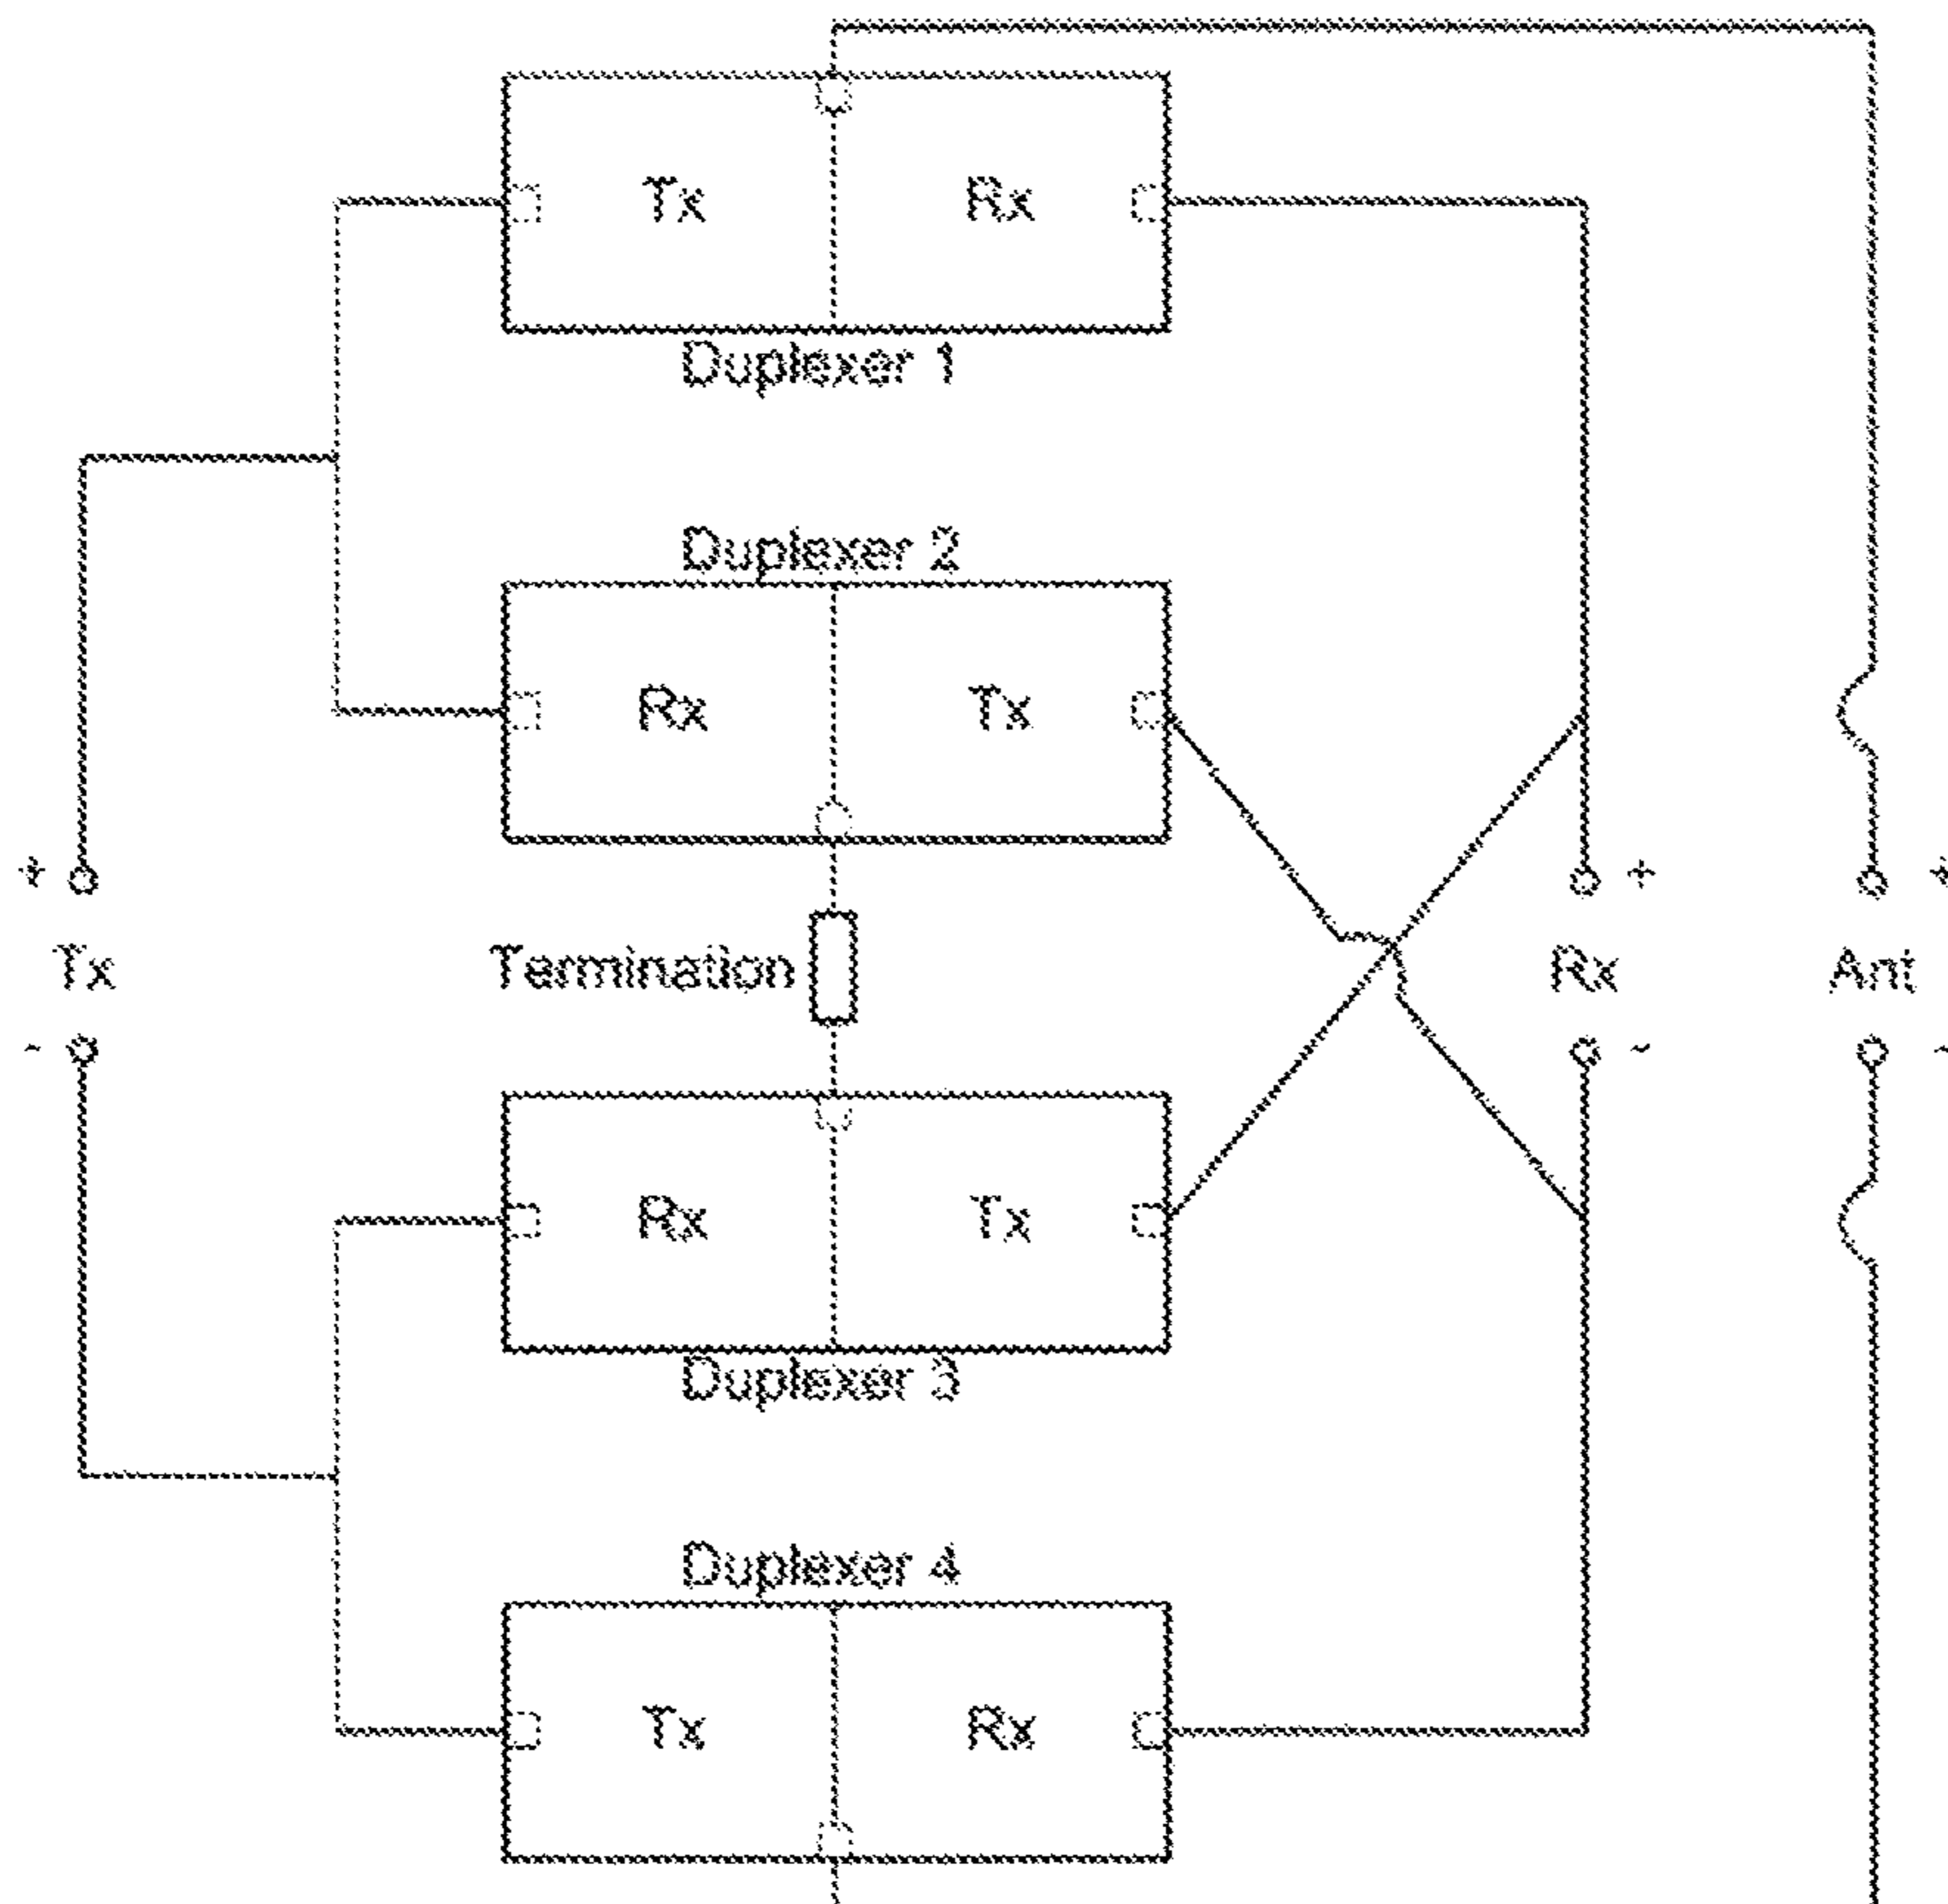 Tx Rx
Duplexer 1
Duplexer 2
Rx Tx
+ + +
Tx Termination Rx Ant
- - -
Rx Tx
Duplexer 3
Duplexer 4
Tx Rx